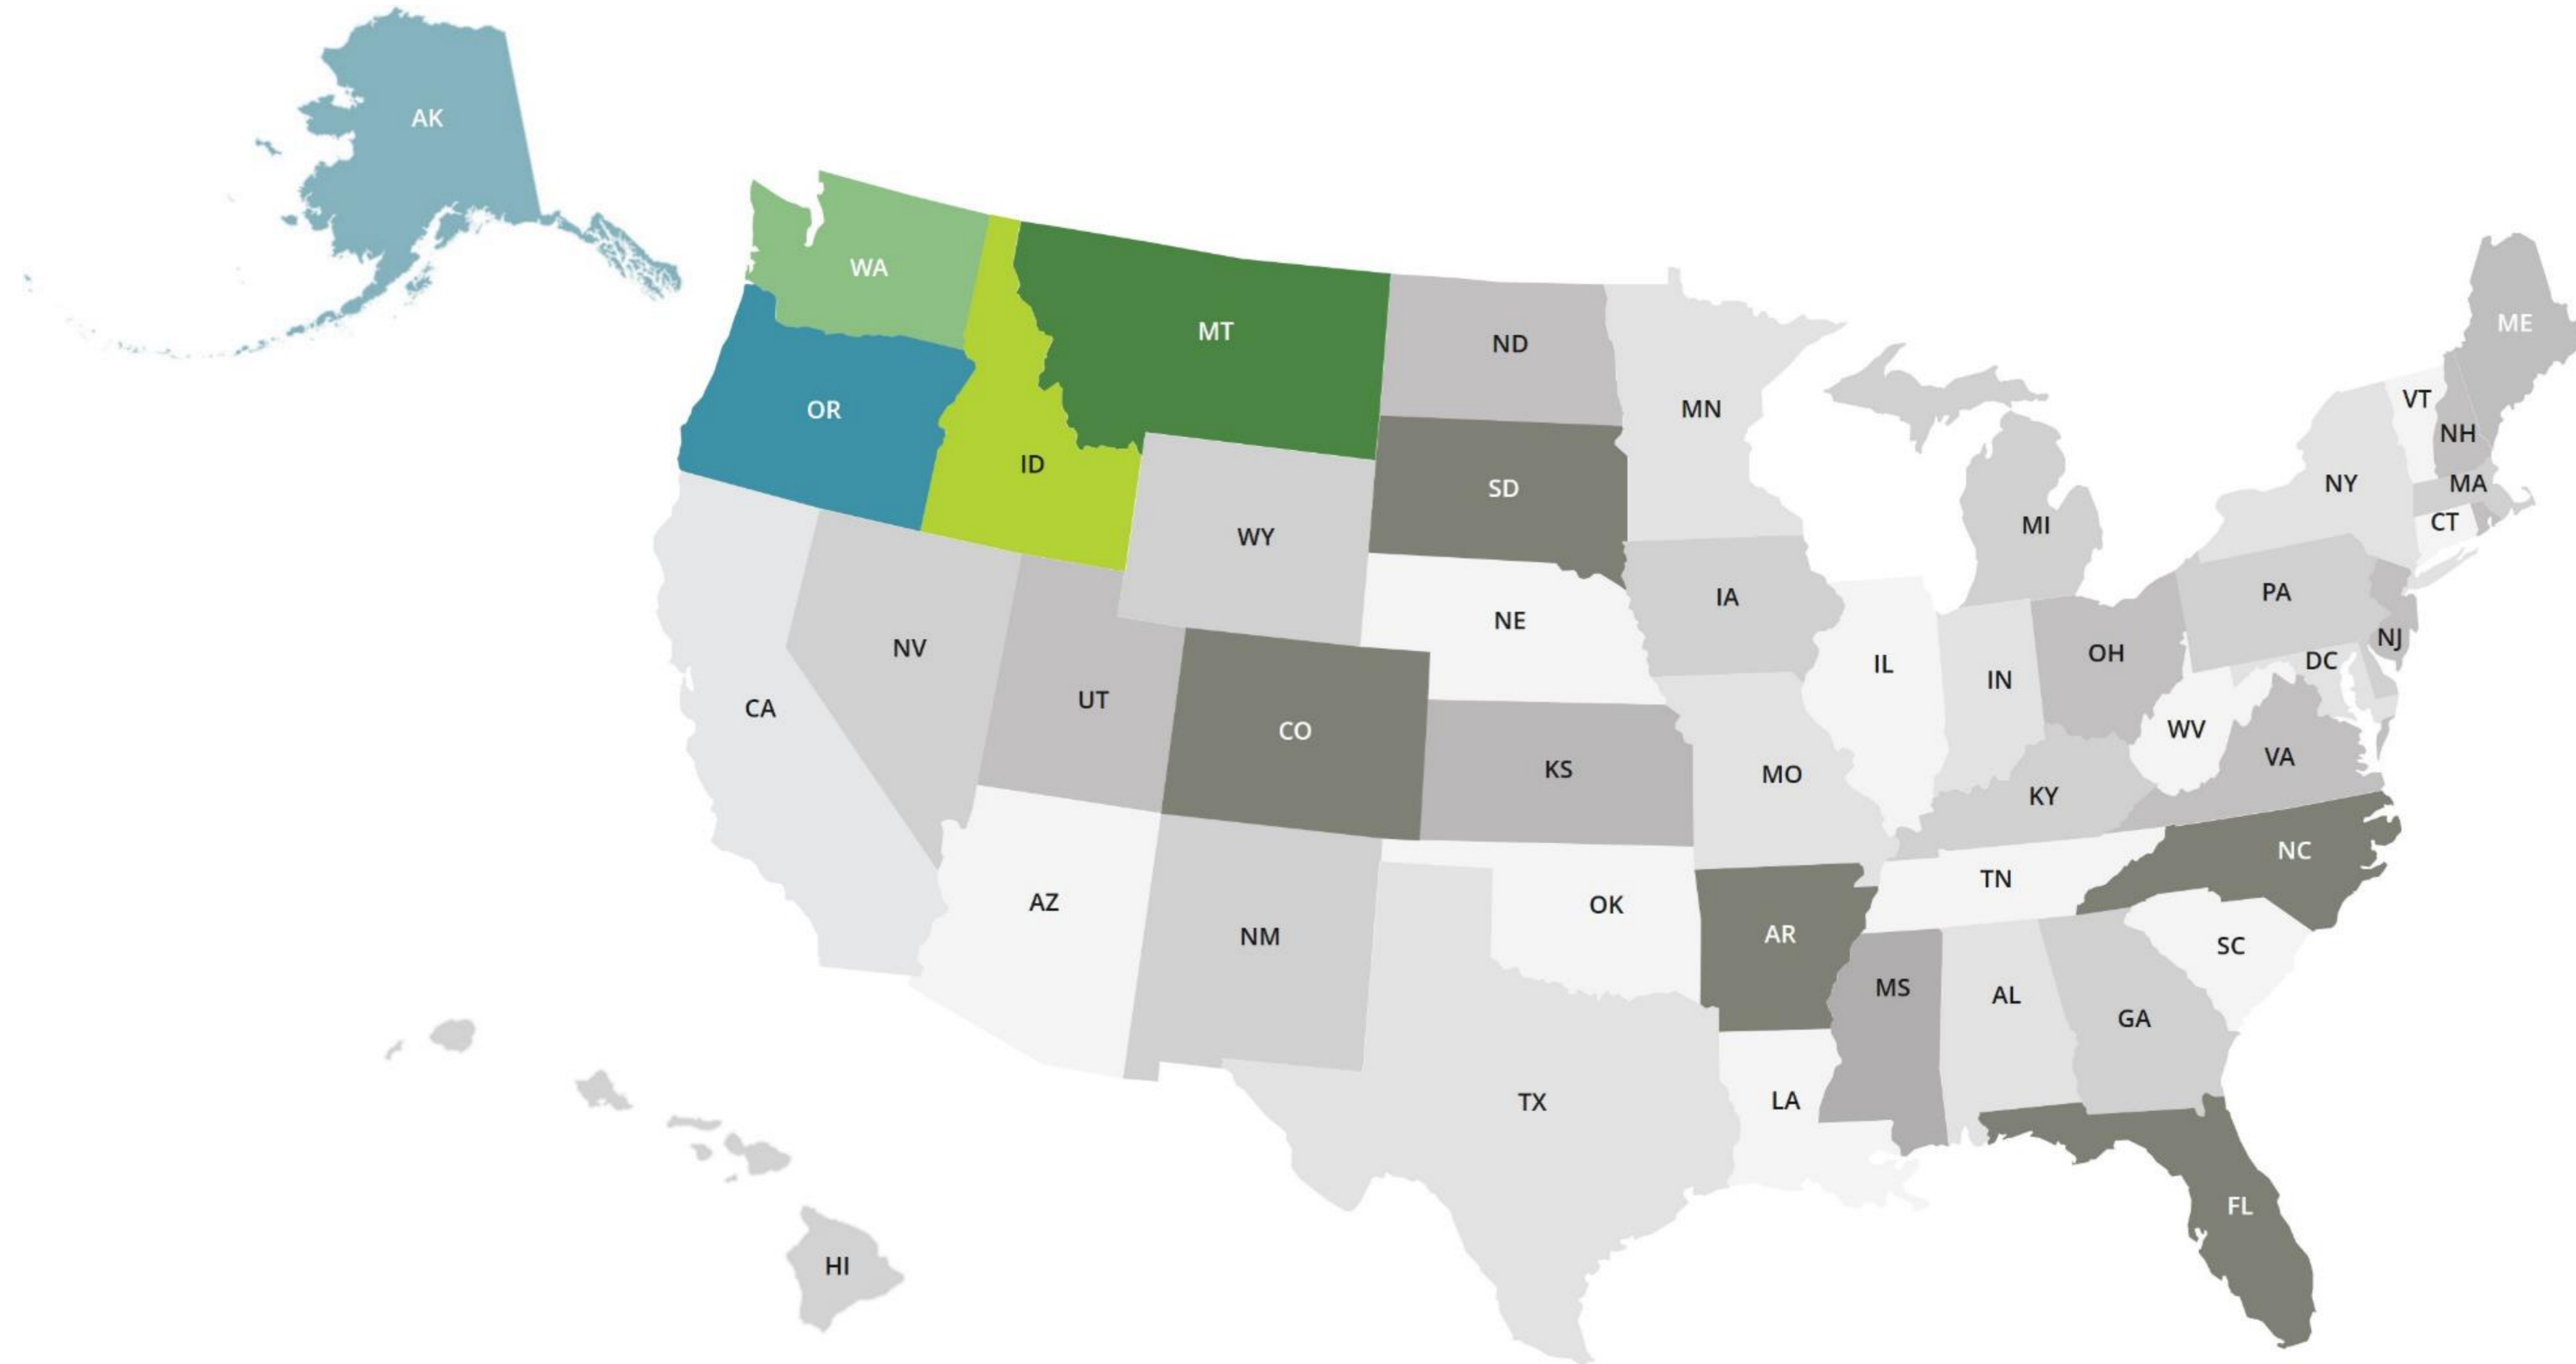 AK
WA
MT
ND
ME
OR
MN
VT
NH
ID
SD
NY
MA
CT
MI
WY
PA
IA
NE
NJ
OH
DC
NV
IL
IN
UT
CA
CO
WV
VA
KS
MO
KY
NC
TN
AZ
OK
AR
NM
SC
MS
AL
GA
TX
LA
FL
HI